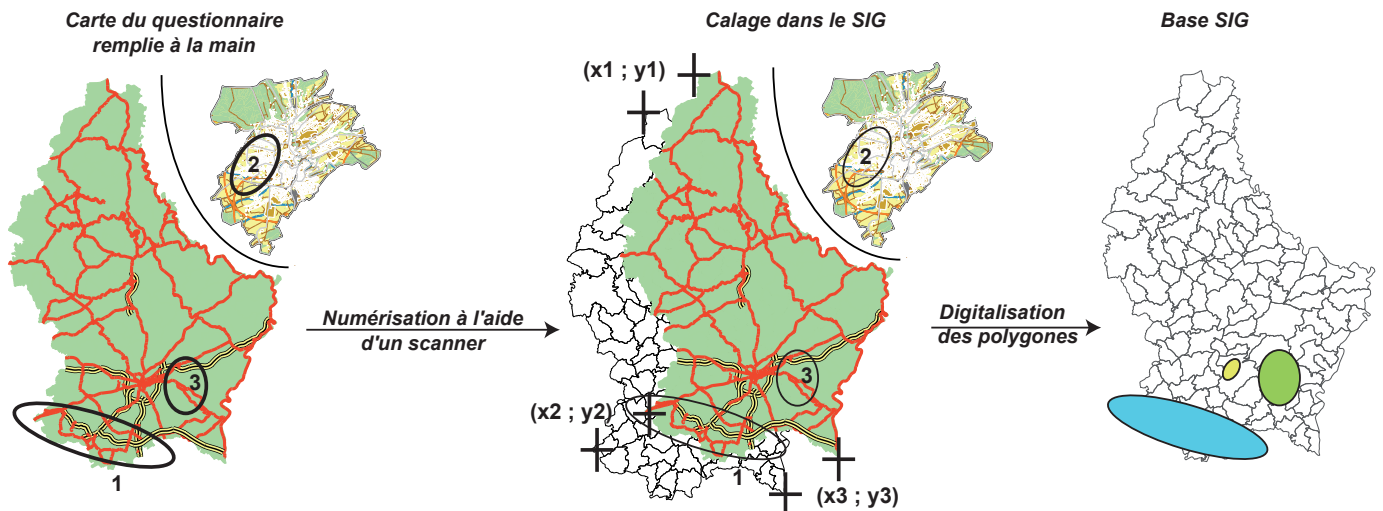 Carte du questionnaire
remplie à la main
2
3
1
Numérisation à l'aide
d'un scanner
Calage dans le SIG
(x1 ; y1)
2
3
(x2 ; y2)
1
(x3 ; y3)
Digitalisation
des polygones
Base SIG